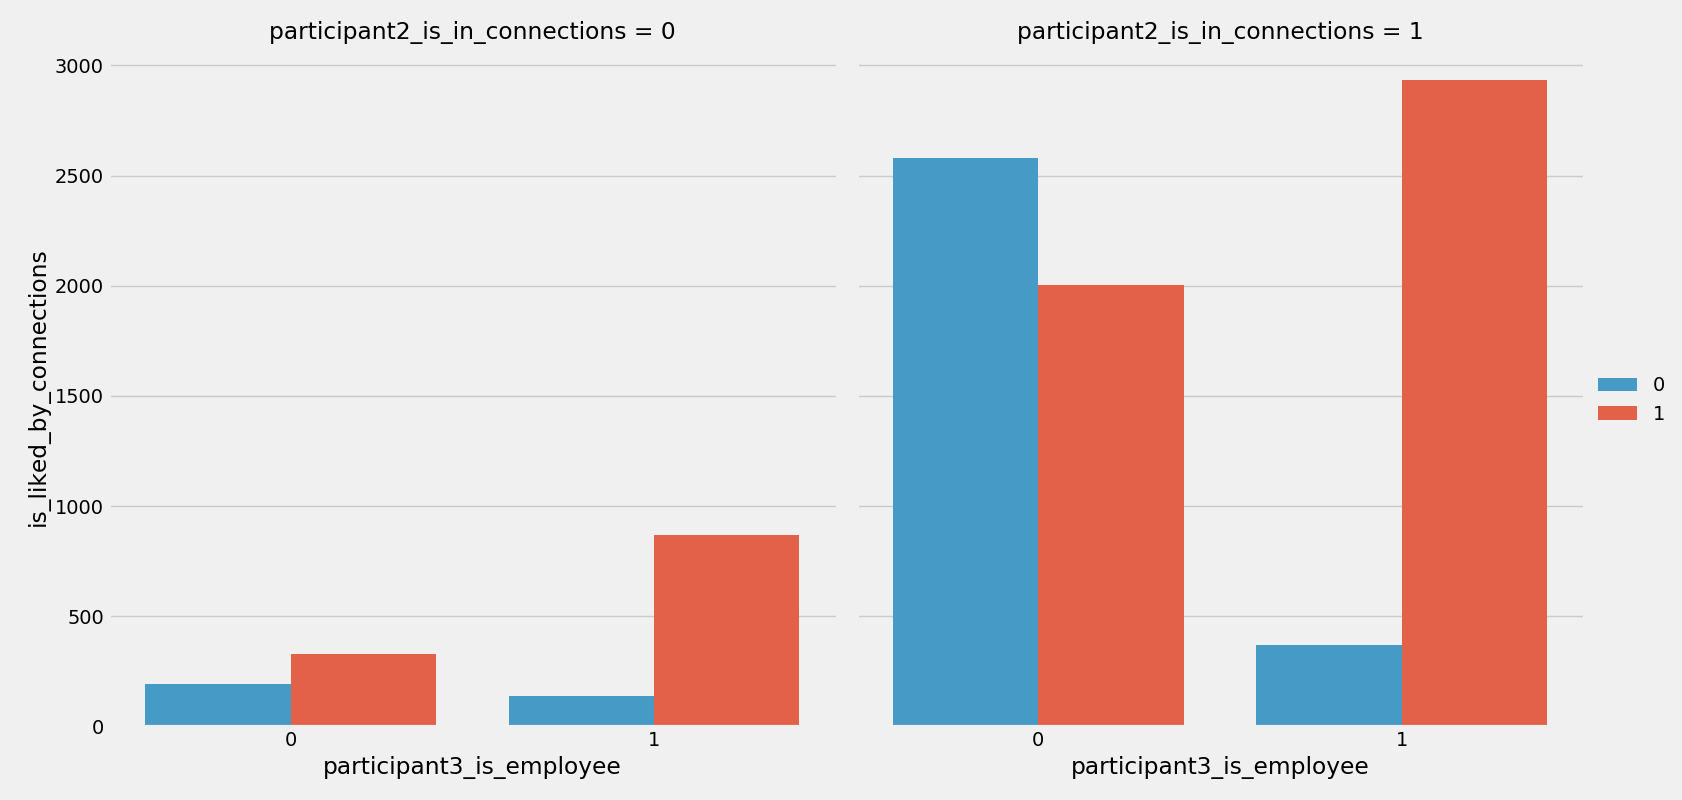 participant2_is_in_connections = 0
participant2_is_in_connections = 1
is_liked_by_connections
3000
2500
2000
1500
1000
500
0
0
1
participant3_is_employee
0
1
participant3_is_employee
0
1